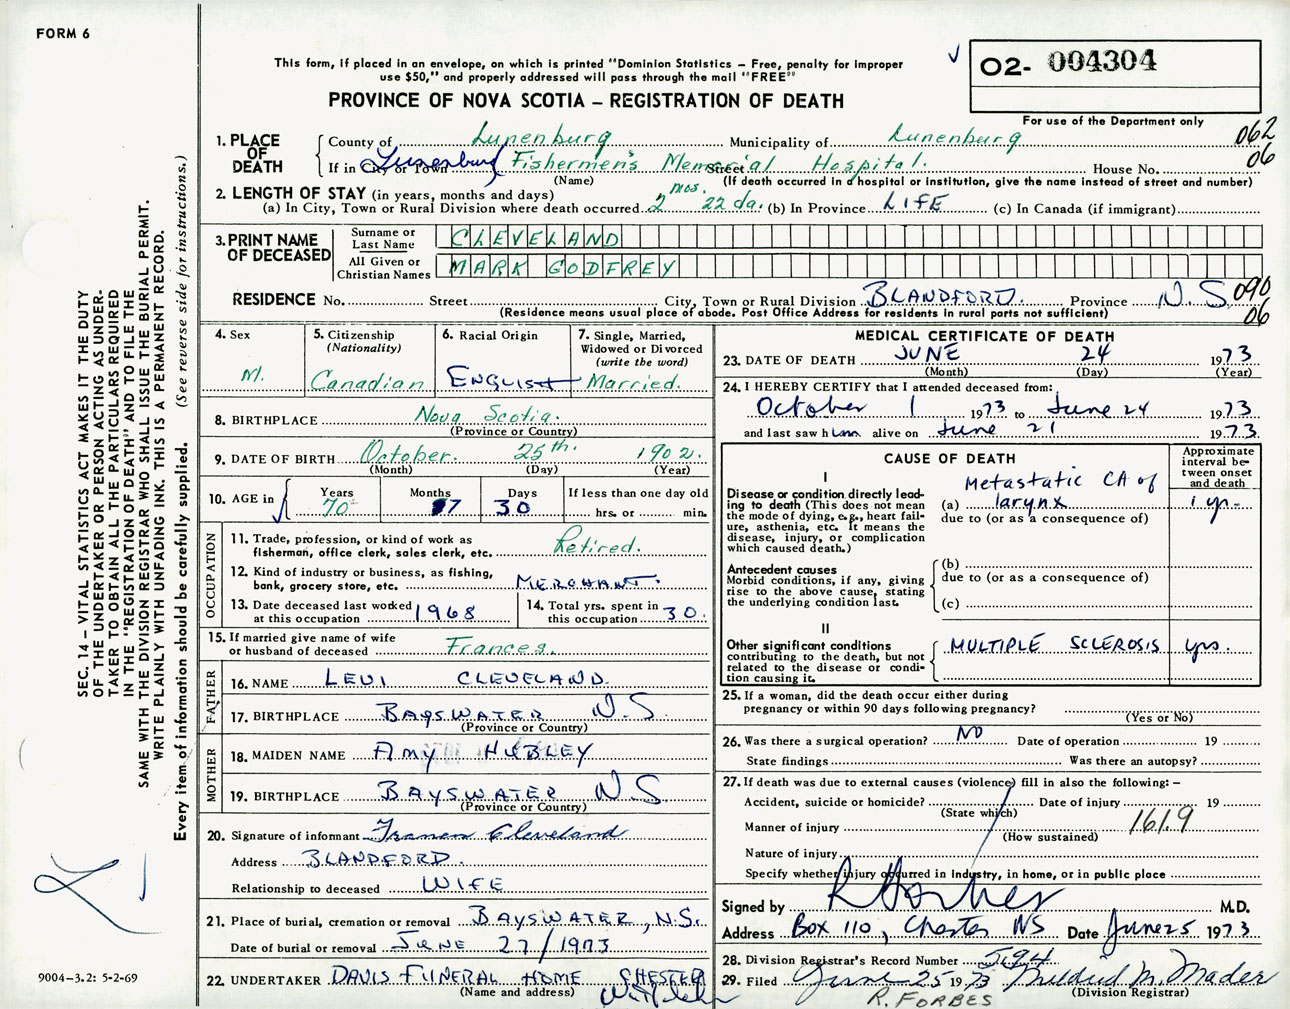 FORM 6
This form, if placed in an envelope, on which is printed "Dominion Statistics – Free, penalty for improper
use $50," and properly addressed will pass through the mail "FREE"
PROVINCE OF NOVA SCOTIA – REGISTRATION OF DEATH
O2- 004304
For use of the Department only
062
06
1. PLACE OF DEATH
County of Lunenburg Municipality of Lunenburg
If in City or Town Lunenburg Fishermen's Memorial Hospital. Street House No.
(Name) (If death occurred in a hospital or institution, give the name instead of street and number)
2. LENGTH OF STAY (in years, months and days)
(a) In City, Town or Rural Division where death occurred 2 mos. 22 da. (b) In Province LIFE (c) In Canada (if immigrant)
3. PRINT NAME OF DECEASED
Surname or Last Name CLEVELAND
All Given or Christian Names MARK GODFREY
RESIDENCE No. Street City, Town or Rural Division BLANDFORD. Province N.S. 090
06
(Residence means usual place of abode. Post Office Address for residents in rural parts not sufficient)
4. Sex M.
5. Citizenship (Nationality) Canadian
6. Racial Origin ENGLISH
7. Single, Married, Widowed or Divorced (write the word) Married.
8. BIRTHPLACE Nova Scotia.
(Province or Country)
9. DATE OF BIRTH October. 25th. 1902.
(Month) (Day) (Year)
10. AGE in Years 70 Months 7 Days 30 If less than one day old
hrs. or min.
OCCUPATION
11. Trade, profession, or kind of work as
fisherman, office clerk, sales clerk, etc. Retired.
12. Kind of industry or business, as fishing,
bank, grocery store, etc. MERCHANT.
13. Date deceased last worked
at this occupation 1968
14. Total yrs. spent in
this occupation 30.
15. If married give name of wife
or husband of deceased Frances.
FATHER
16. NAME LEVI CLEVELAND
17. BIRTHPLACE BAYSWATER N.S.
(Province or Country)
MOTHER
18. MAIDEN NAME AMY HUBLEY
19. BIRTHPLACE BAYSWATER N.S.
(Province or Country)
20. Signature of informant Frances Cleveland
Address BLANDFORD.
Relationship to deceased WIFE
21. Place of burial, cremation or removal BAYSWATER, N.S.
Date of burial or removal JUNE 27/1973
22. UNDERTAKER DAVIS FUNERAL HOME CHESTER
(Name and address)
MEDICAL CERTIFICATE OF DEATH
23. DATE OF DEATH JUNE 24 1973
(Month) (Day) (Year)
24. I HEREBY CERTIFY that I attended deceased from:
October 1 1973 to June 24 1973
and last saw him alive on June 21 1973.
CAUSE OF DEATH
Approximate interval between onset and death
I
Disease or condition directly leading to death (This does not mean the mode of dying, e.g., heart failure, asthenia, etc. It means the disease, injury, or complication which caused death.)
(a) Metastatic CA of larynx 1 yr.
due to (or as a consequence of)
Antecedent causes
Morbid conditions, if any, giving rise to the above cause, stating the underlying condition last.
(b)
due to (or as a consequence of)
(c)
II
Other significant conditions
contributing to the death, but not related to the disease or condition causing it.
MULTIPLE SCLEROSIS yrs.
25. If a woman, did the death occur either during
pregnancy or within 90 days following pregnancy?
(Yes or No)
26. Was there a surgical operation? NO Date of operation 19
State findings Was there an autopsy?
27. If death was due to external causes (violence) fill in also the following: –
Accident, suicide or homicide? Date of injury 19
(State which)
Manner of injury 161.9
(How sustained)
Nature of injury
Specify whether injury occurred in industry, in home, or in public place
Signed by R Forbes M.D.
Address Box 110, Chester NS Date June 25 1973
28. Division Registrar's Record Number 594
29. Filed June 25 1973 Mildred M. Mader
(Division Registrar)
R. FORBES
SEC. 14 – VITAL STATISTICS ACT MAKES IT THE DUTY
OF THE UNDERTAKER OR PERSON ACTING AS UNDER-
TAKER TO OBTAIN ALL THE PARTICULARS REQUIRED
IN THE "REGISTRATION OF DEATH" AND TO FILE THE
SAME WITH THE DIVISION REGISTRAR WHO SHALL ISSUE THE BURIAL PERMIT.
WRITE PLAINLY WITH UNFADING INK. THIS IS A PERMANENT RECORD.
Every item of information should be carefully supplied. (See reverse side for instructions.)
9004-3.2: 5-2-69